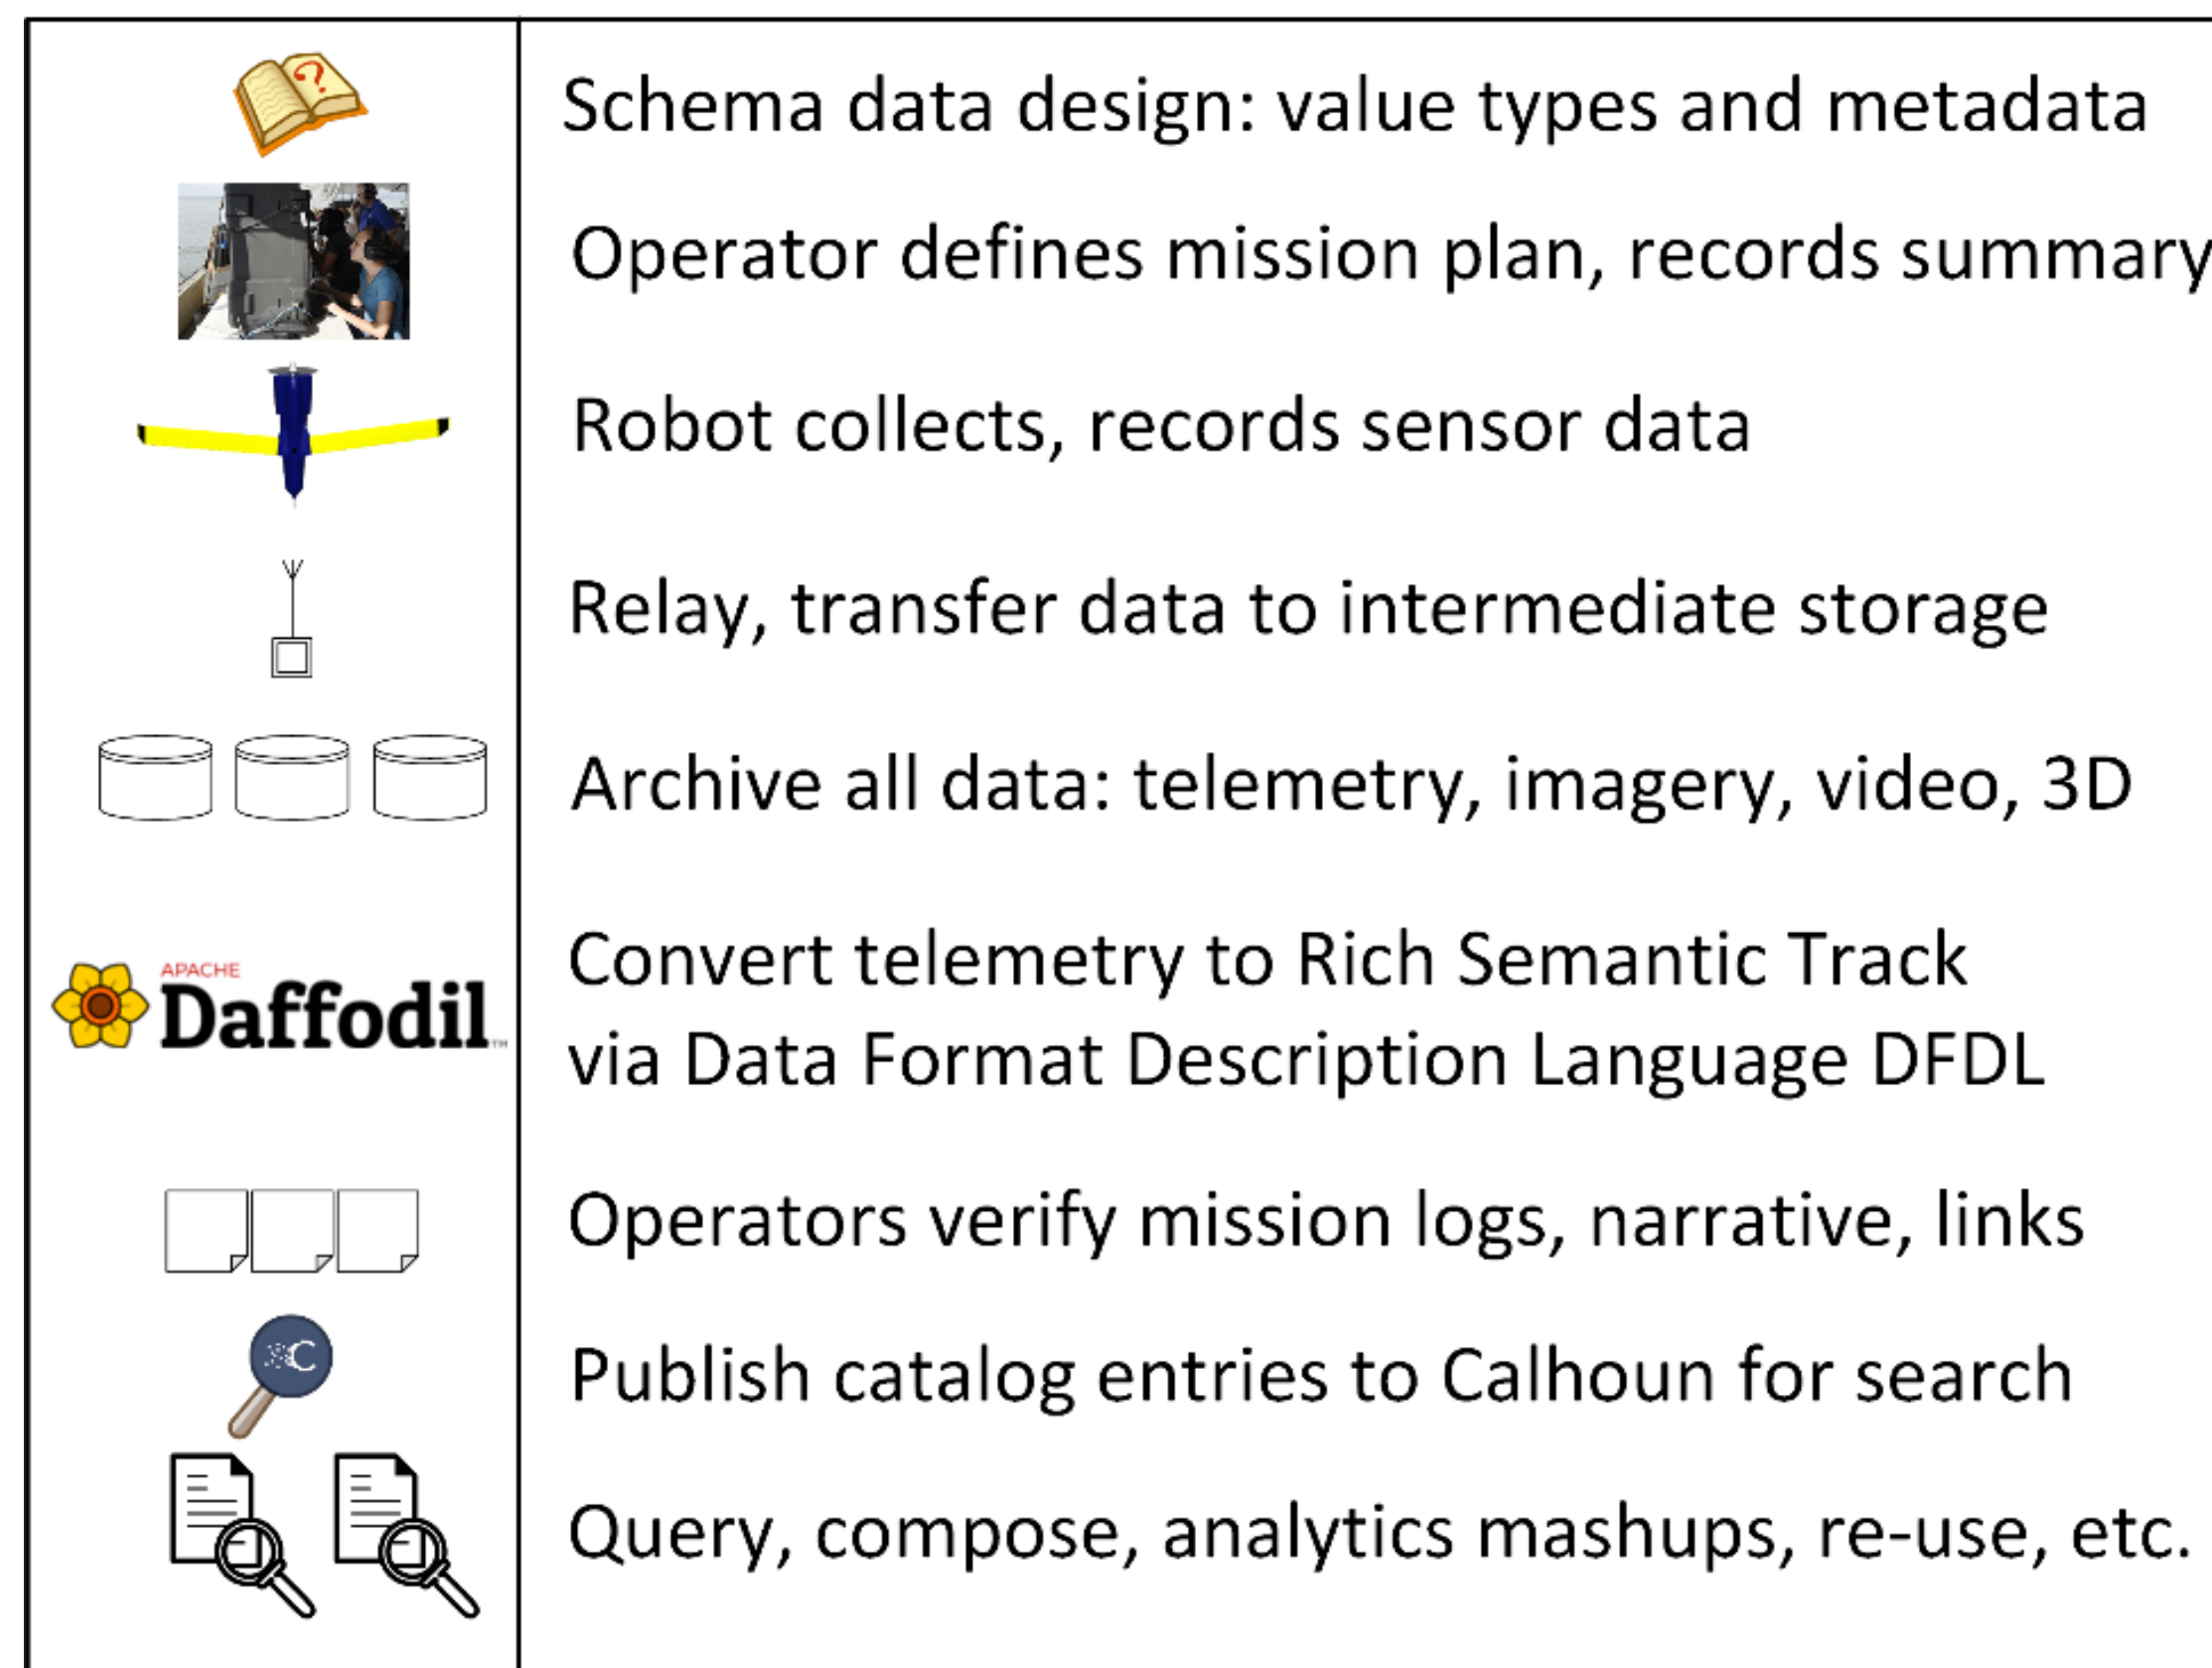 Schema data design: value types and metadata
?
Operator defines mission plan, records summary
Robot collects, records sensor data
Relay, transfer data to intermediate storage
Archive all data: telemetry, imagery, video, 3D
Convert telemetry to Rich Semantic Track
via Data Format Description Language DFDL
APACHE
Daffodil™
Operators verify mission logs, narrative, links
Publish catalog entries to Calhoun for search
C
Query, compose, analytics mashups, re-use, etc.